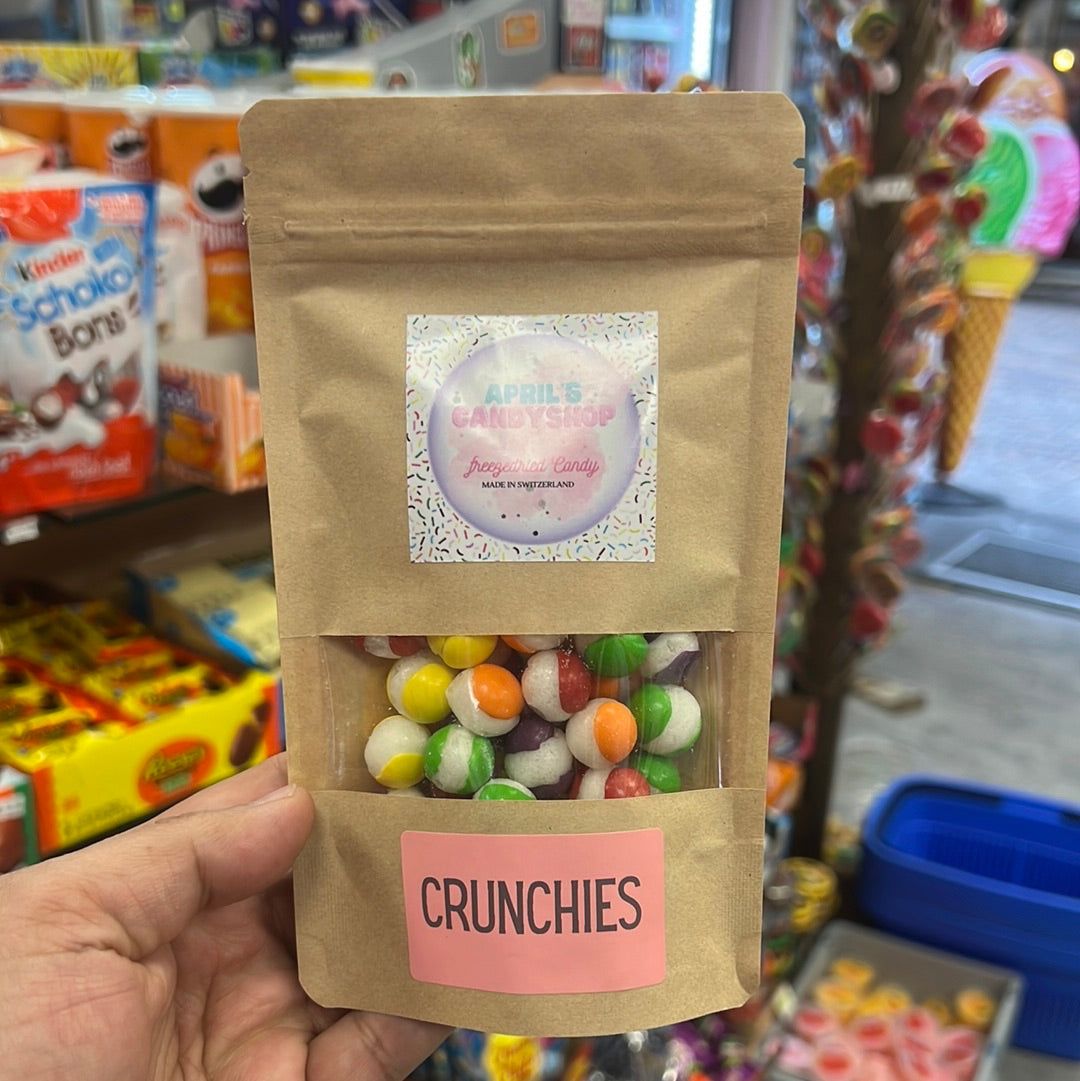 APRIL'S
CANDYSHOP
freezedried Candy
MADE IN SWITZERLAND
CRUNCHIES
Kinder
Schoko
Bons